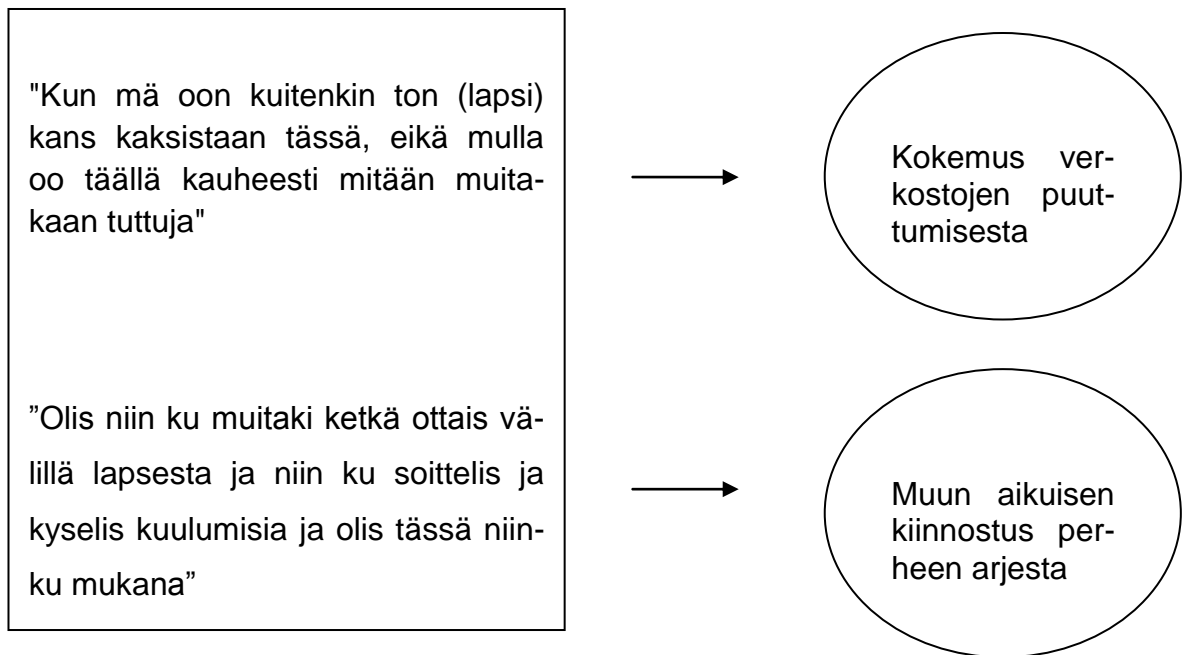 "Kun mä oon kuitenkin ton (lapsi)
kans kaksistaan tässä, eikä mulla
oo täällä kauheesti mitään muita-
kaan tuttuja"
Kokemus ver-
kostojen puut-
tumisesta
”Olis niin ku muitaki ketkä ottais vä-
lillä lapsesta ja niin ku soittelis ja
kyselis kuulumisia ja olis tässä niin-
ku mukana”
Muun aikuisen
kiinnostus per-
heen arjesta